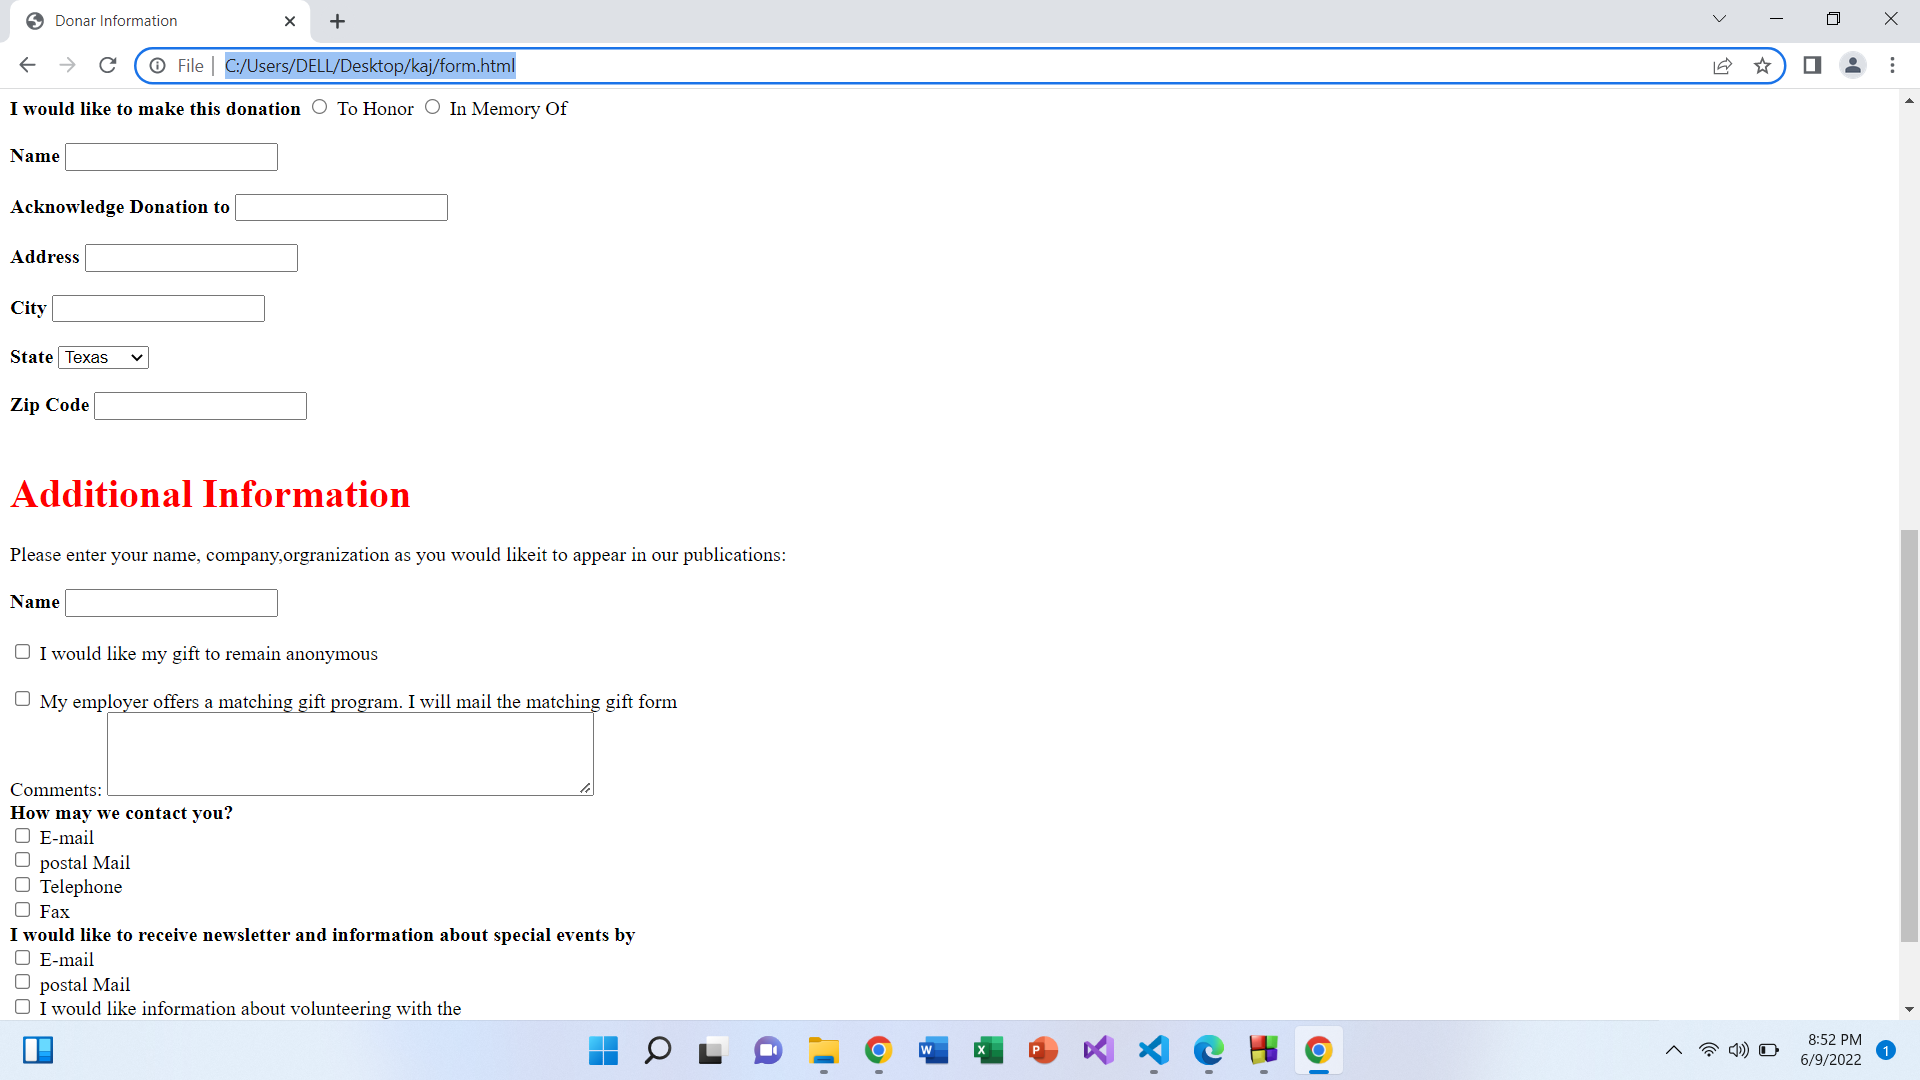 Donar Information
File C:/Users/DELL/Desktop/kaj/form.html
I would like to make this donation To Honor In Memory Of
Name
Acknowledge Donation to
Address
City
State Texas
Zip Code
Additional Information
Please enter your name, company,orgranization as you would likeit to appear in our publications:
Name
I would like my gift to remain anonymous
My employer offers a matching gift program. I will mail the matching gift form
Comments:
How may we contact you?
E-mail
postal Mail
Telephone
Fax
I would like to receive newsletter and information about special events by
E-mail
postal Mail
I would like information about volunteering with the
8:52 PM
6/9/2022
1